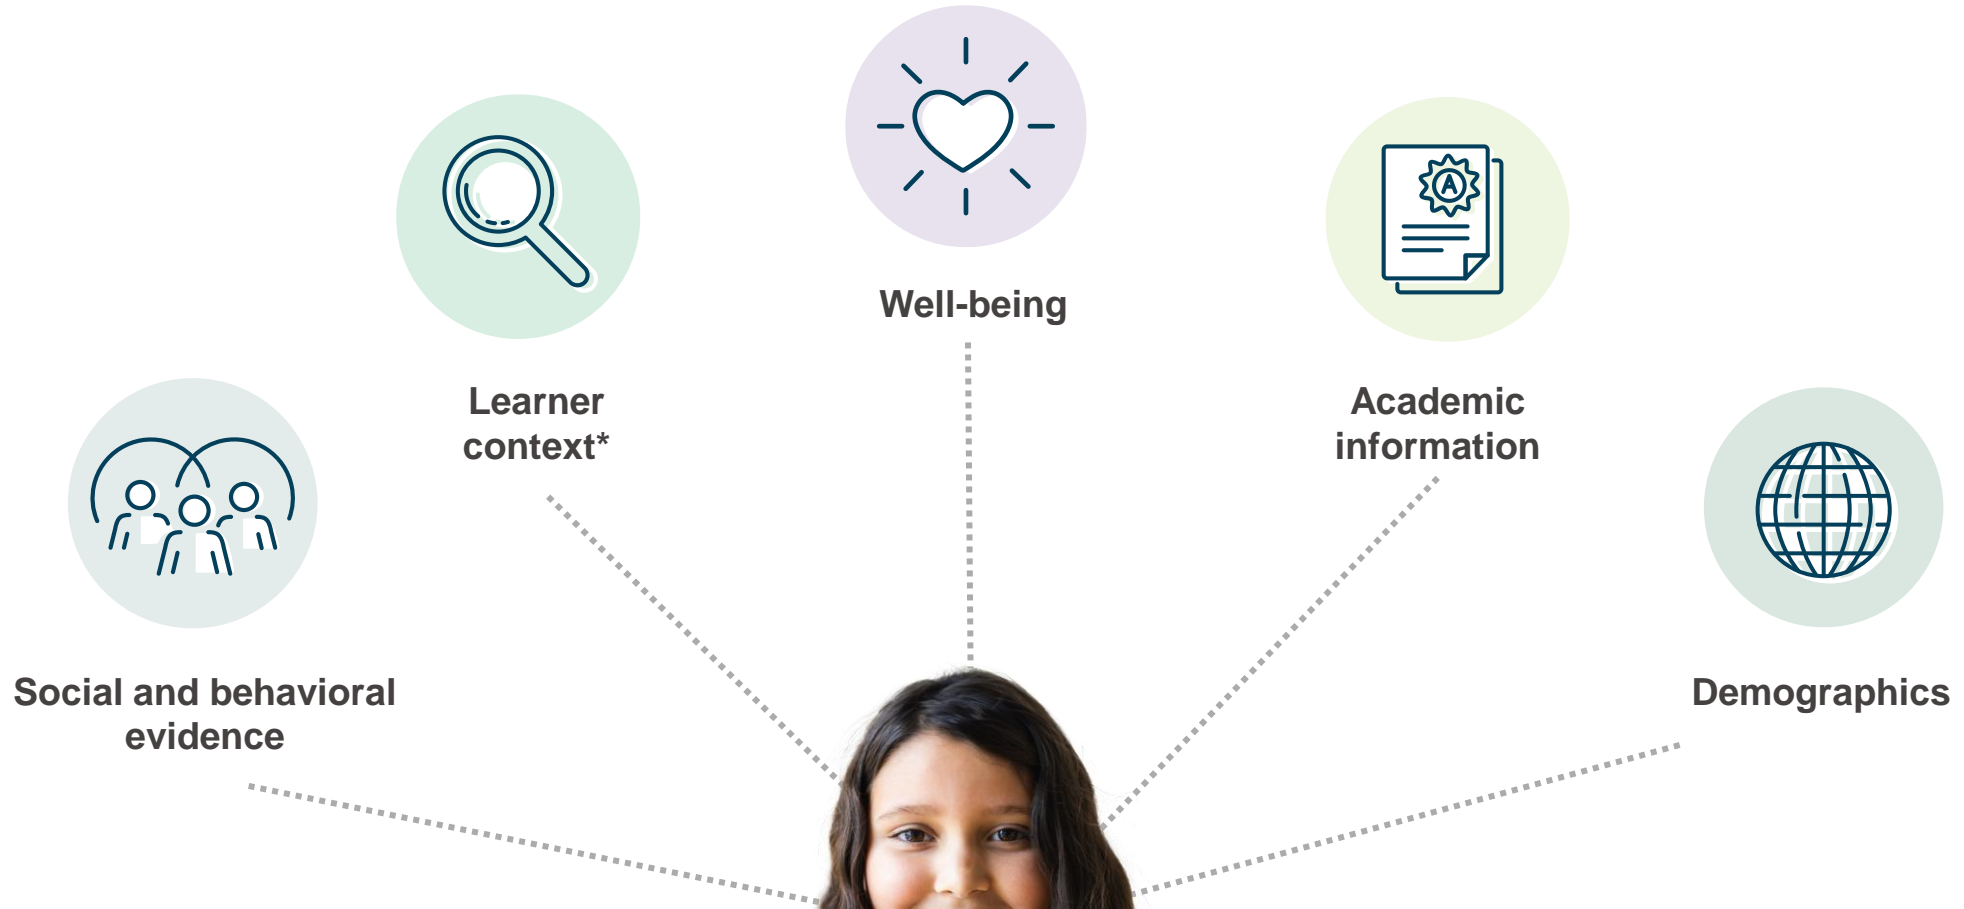 Well-being
Learner
context*
Academic
information
A
Social and behavioral
evidence
Demographics